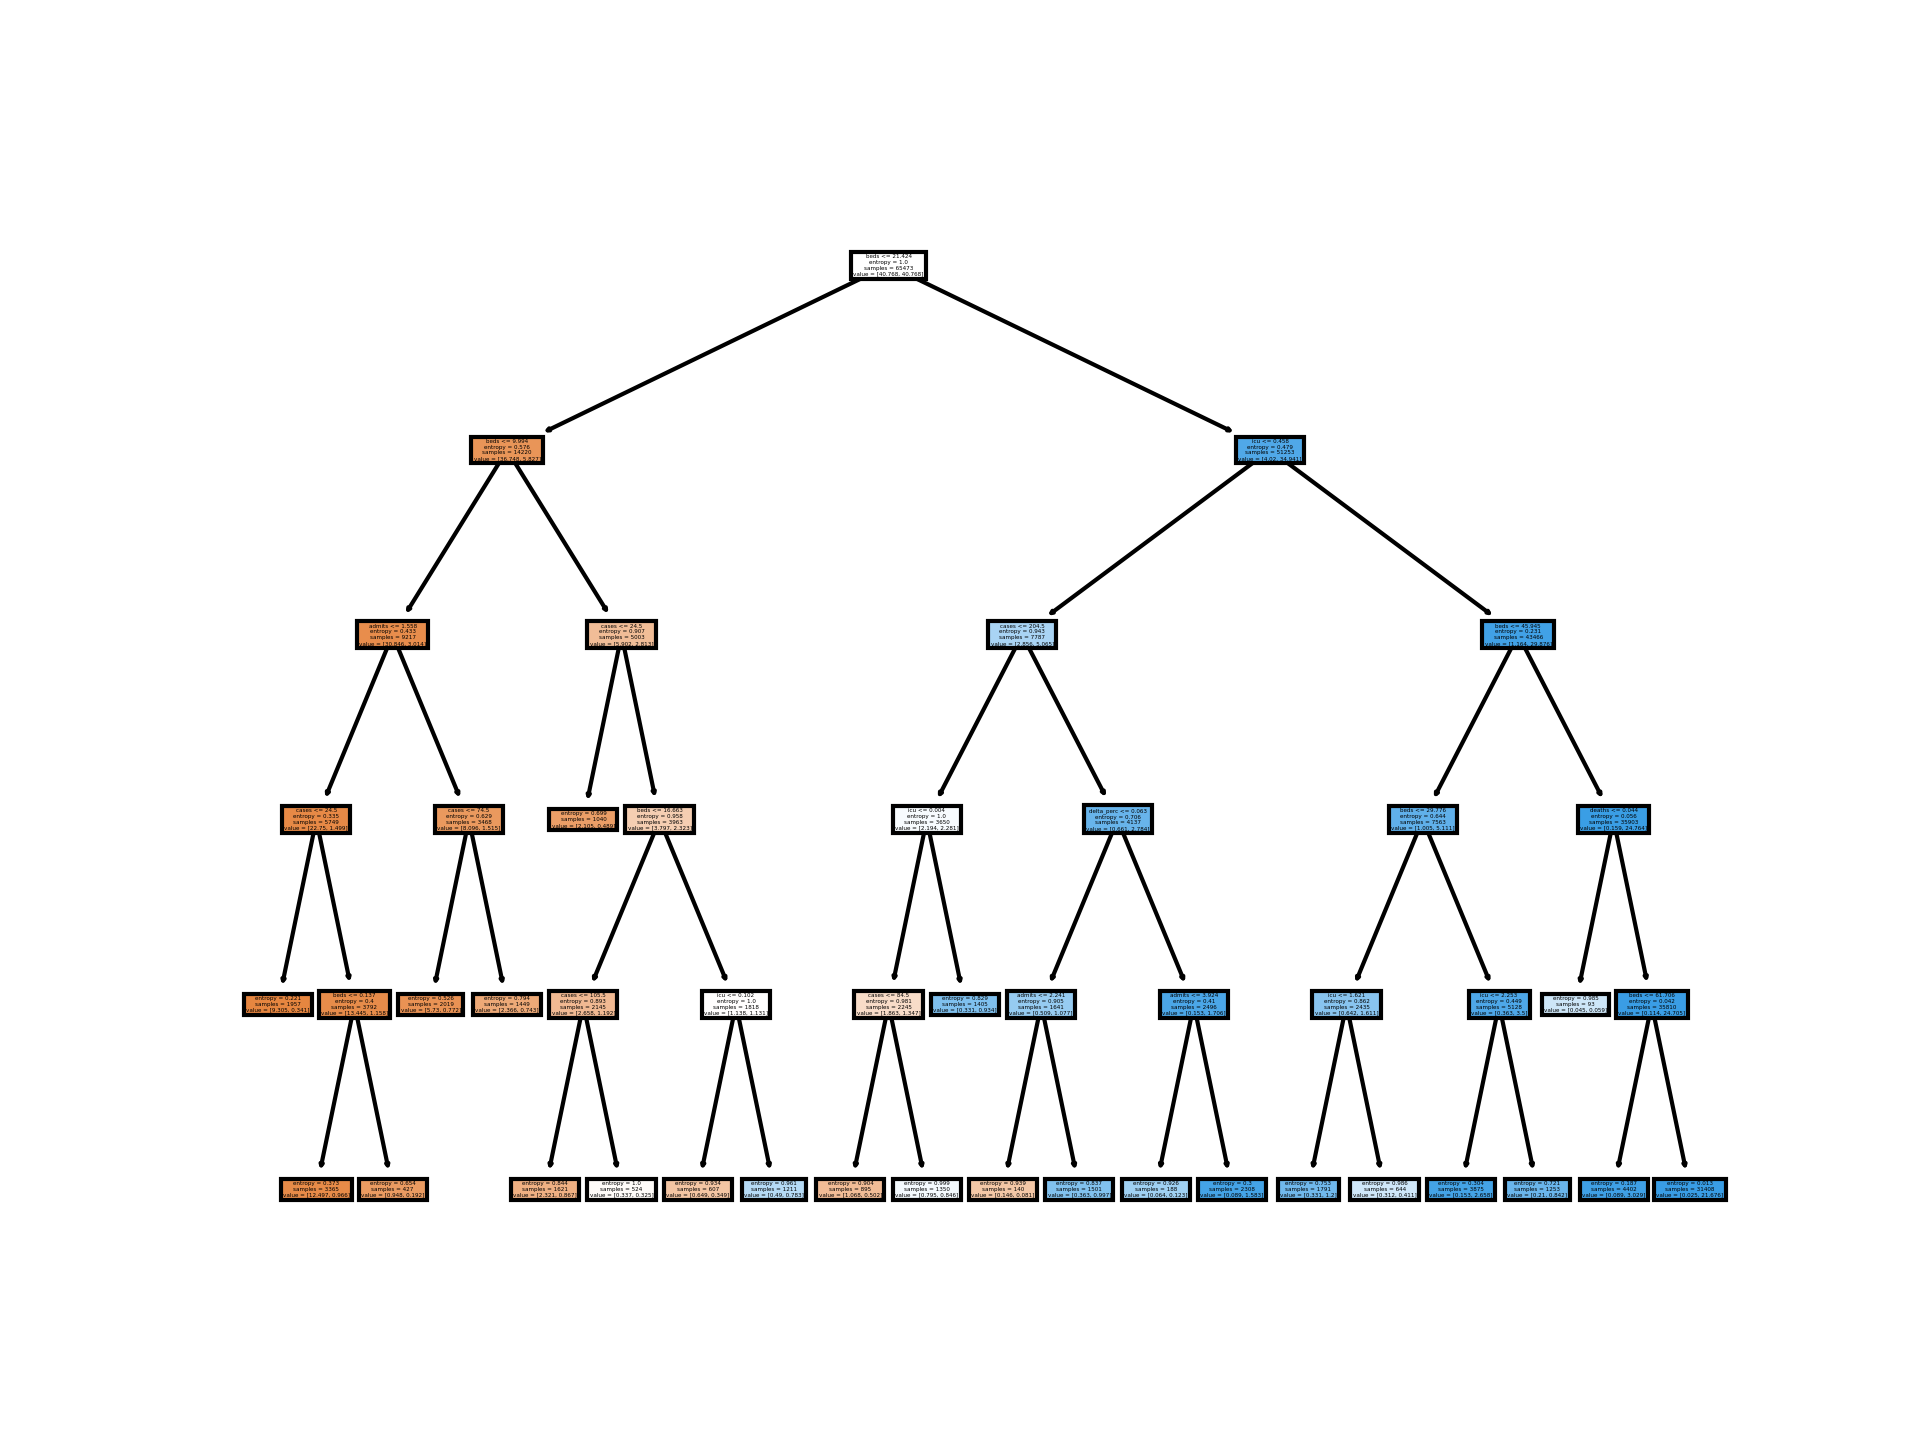 beds <= 21.424
entropy = 1.0
samples = 65473
value = [40.768, 40.768]
beds <= 9.994
entropy = 0.576
samples = 14220
value = [36.748, 5.827]
icu <= 0.458
entropy = 0.479
samples = 51253
value = [4.02, 34.941]
admits <= 1.558
entropy = 0.433
samples = 9217
value = [30.846, 3.014]
cases <= 24.5
entropy = 0.907
samples = 5003
value = [5.902, 2.813]
cases <= 204.5
entropy = 0.943
samples = 7787
value = [2.856, 5.065]
beds <= 45.945
entropy = 0.231
samples = 43466
value = [1.164, 29.876]
cases <= 24.5
entropy = 0.335
samples = 5749
value = [22.75, 1.499]
cases <= 74.5
entropy = 0.629
samples = 3468
value = [8.096, 1.515]
entropy = 0.699
samples = 1040
value = [2.105, 0.489]
beds <= 16.663
entropy = 0.958
samples = 3963
value = [3.797, 2.323]
icu <= 0.004
entropy = 1.0
samples = 3650
value = [2.194, 2.281]
delta_perc <= 0.063
entropy = 0.706
samples = 4137
value = [0.661, 2.784]
beds <= 29.776
entropy = 0.644
samples = 7563
value = [1.005, 5.111]
deaths <= 0.044
entropy = 0.056
samples = 35903
value = [0.159, 24.764]
entropy = 0.221
samples = 1957
value = [9.305, 0.341]
beds <= 0.137
entropy = 0.4
samples = 3792
value = [13.445, 1.158]
entropy = 0.526
samples = 2019
value = [5.73, 0.772]
entropy = 0.794
samples = 1449
value = [2.366, 0.743]
cases <= 105.5
entropy = 0.893
samples = 2145
value = [2.658, 1.192]
icu <= 0.102
entropy = 1.0
samples = 1818
value = [1.138, 1.131]
cases <= 84.5
entropy = 0.981
samples = 2245
value = [1.863, 1.347]
entropy = 0.829
samples = 1405
value = [0.331, 0.934]
admits <= 2.241
entropy = 0.905
samples = 1641
value = [0.509, 1.077]
admits <= 3.924
entropy = 0.41
samples = 2496
value = [0.153, 1.706]
icu <= 1.621
entropy = 0.862
samples = 2435
value = [0.642, 1.611]
icu <= 2.253
entropy = 0.449
samples = 5128
value = [0.363, 3.5]
entropy = 0.985
samples = 93
value = [0.045, 0.059]
beds <= 61.706
entropy = 0.042
samples = 35810
value = [0.114, 24.705]
entropy = 0.373
samples = 3365
value = [12.497, 0.966]
entropy = 0.654
samples = 427
value = [0.948, 0.192]
entropy = 0.844
samples = 1621
value = [2.321, 0.867]
entropy = 1.0
samples = 524
value = [0.337, 0.325]
entropy = 0.934
samples = 607
value = [0.649, 0.349]
entropy = 0.961
samples = 1211
value = [0.49, 0.783]
entropy = 0.904
samples = 895
value = [1.068, 0.502]
entropy = 0.999
samples = 1350
value = [0.795, 0.846]
entropy = 0.939
samples = 140
value = [0.146, 0.081]
entropy = 0.837
samples = 1501
value = [0.363, 0.997]
entropy = 0.926
samples = 188
value = [0.064, 0.123]
entropy = 0.3
samples = 2308
value = [0.089, 1.583]
entropy = 0.753
samples = 1791
value = [0.331, 1.2]
entropy = 0.986
samples = 644
value = [0.312, 0.411]
entropy = 0.304
samples = 3875
value = [0.153, 2.658]
entropy = 0.721
samples = 1253
value = [0.21, 0.842]
entropy = 0.187
samples = 4402
value = [0.089, 3.029]
entropy = 0.013
samples = 31408
value = [0.025, 21.676]